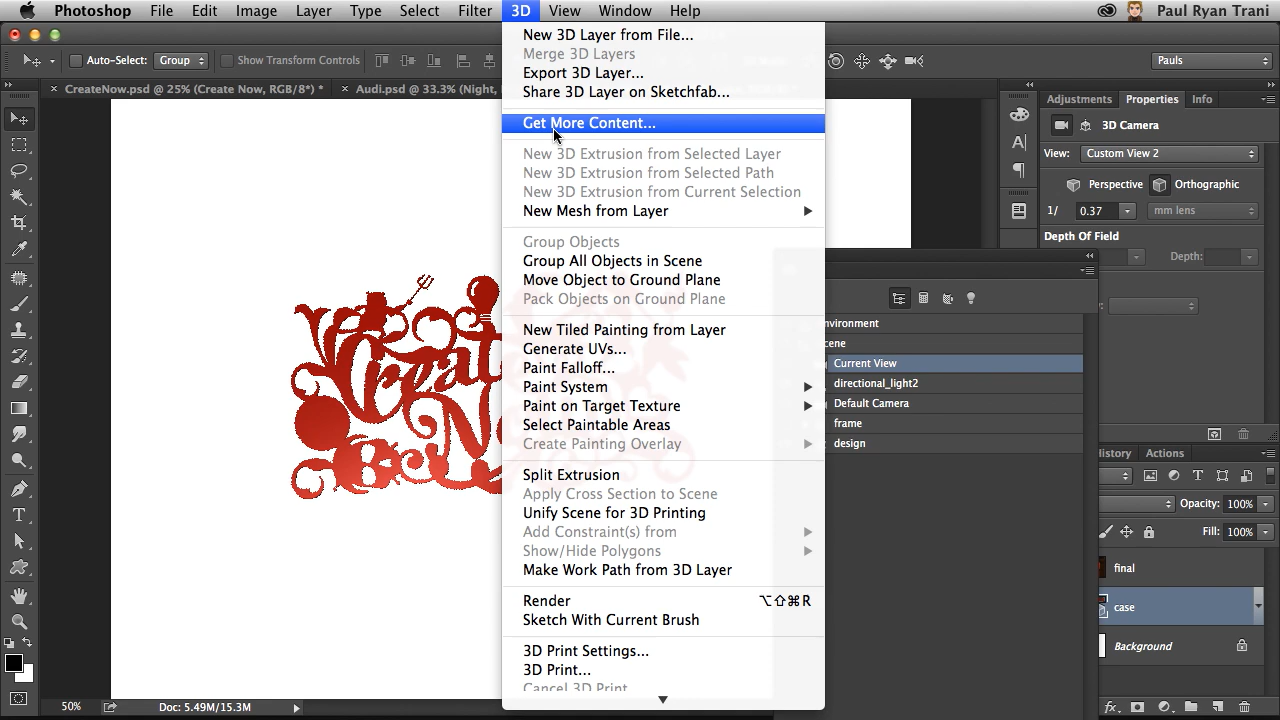 Photoshop File Edit Image Layer Type Select Filter 3D View Window Help Paul Ryan Trani
Auto-Select: Group Show Transform Controls Pauls
CreateNow.psd @ 25% (Create Now, RGB/8*) * Audi.psd @ 33.3% (Night,
New 3D Layer from File...
Merge 3D Layers
Export 3D Layer...
Share 3D Layer on Sketchfab...
Get More Content...
New 3D Extrusion from Selected Layer
New 3D Extrusion from Selected Path
New 3D Extrusion from Current Selection
New Mesh from Layer
Group Objects
Group All Objects in Scene
Move Object to Ground Plane
Pack Objects on Ground Plane
New Tiled Painting from Layer
Generate UVs...
Paint Falloff...
Paint System
Paint on Target Texture
Select Paintable Areas
Create Painting Overlay
Split Extrusion
Apply Cross Section to Scene
Unify Scene for 3D Printing
Add Constraint(s) from
Show/Hide Polygons
Make Work Path from 3D Layer
Render ⌥⇧⌘R
Sketch With Current Brush
3D Print Settings...
3D Print...
Cancel 3D Print
Adjustments Properties Info
3D Camera
View: Custom View 2
Perspective Orthographic
1/ 0.37 mm lens
Depth Of Field
Depth:
nvironment
cene
Current View
directional_light2
Default Camera
frame
design
istory Actions
Opacity: 100%
Fill: 100%
final
case
Background
Creat
N
50% Doc: 5.49M/15.3M
fx